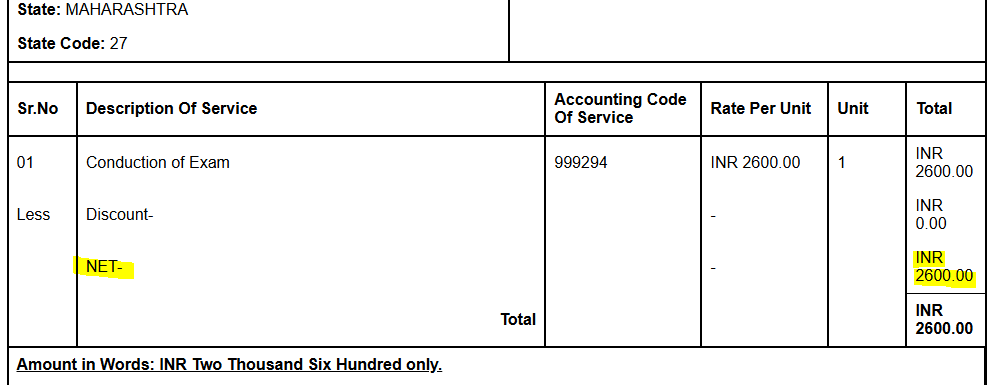 State: MAHARASHTRA
State Code: 27
Sr.No Description Of Service Accounting Code Of Service Rate Per Unit Unit Total
01 Conduction of Exam 999294 INR 2600.00 1 INR 2600.00
Less Discount- - INR 0.00
NET- - INR 2600.00
Total INR 2600.00
Amount in Words: INR Two Thousand Six Hundred only.